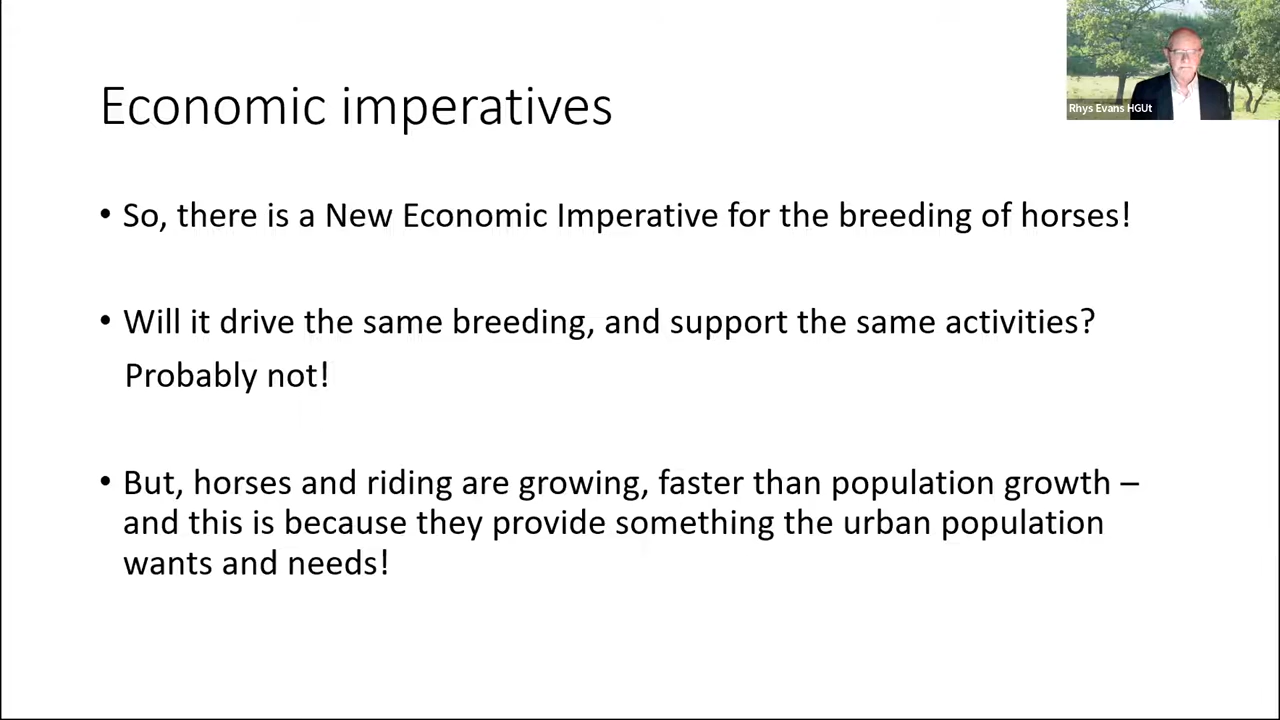 Rhys Evans HGUt
Economic imperatives
• So, there is a New Economic Imperative for the breeding of horses!
• Will it drive the same breeding, and support the same activities?
Probably not!
• But, horses and riding are growing, faster than population growth –
and this is because they provide something the urban population
wants and needs!